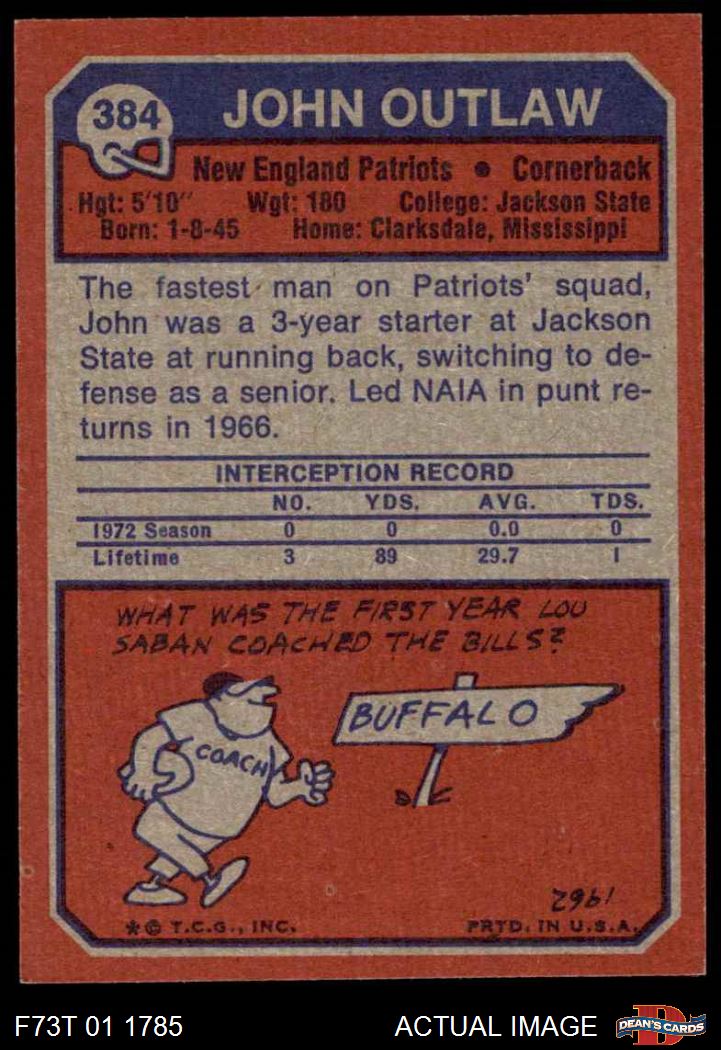 384
JOHN OUTLAW
New England Patriots • Cornerback
Hgt: 5'10" Wgt: 180 College: Jackson State
Born: 1-8-45 Home: Clarksdale, Mississippi
The fastest man on Patriots' squad,
John was a 3-year starter at Jackson
State at running back, switching to de-
fense as a senior. Led NAIA in punt re-
turns in 1966.
INTERCEPTION RECORD
NO. YDS. AVG. TDS.
1972 Season 0 0 0.0 0
Lifetime 3 89 29.7 1
WHAT WAS THE FIRST YEAR LOU
SABAN COACHED THE BILLS?
BUFFALO
COACH
1962
*© T.C.G., INC. PRTD. IN U.S.A.
F73T 01 1785 ACTUAL IMAGE
D
DEAN'S CARDS